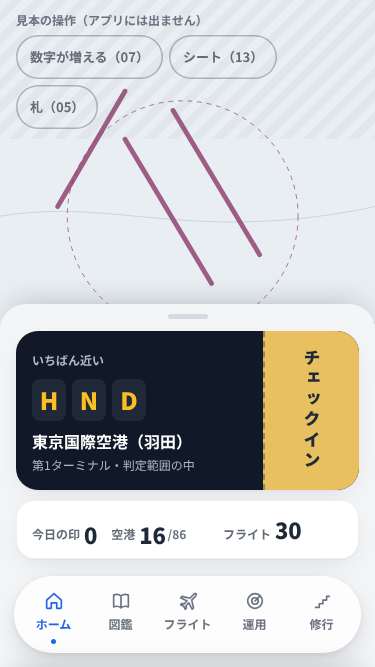 見本の操作（アプリには出ません）
数字が増える（07）
シート（13）
札（05）
いちばん近い
HND
東京国際空港（羽田）
第1ターミナル・判定範囲の中
チェックイン
今日の印 0 空港 16/86 フライト 30
ホーム 図鑑 フライト 運用 修行